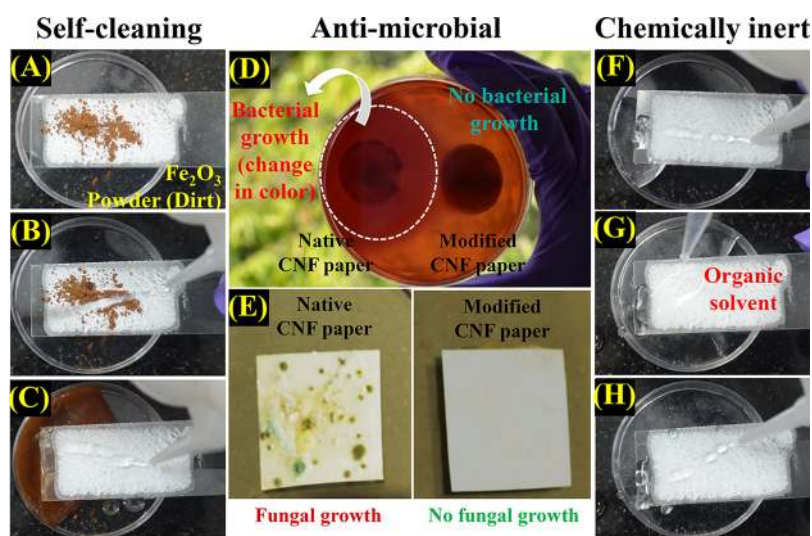 Self-cleaning
Anti-microbial
Chemically inert
(A)
Fe₂O₃
Powder (Dirt)
(B)
(C)
(D)
Bacterial
growth
(change
in color)
No bacterial
growth
Native
CNF paper
Modified
CNF paper
(E)
Native
CNF paper
Modified
CNF paper
Fungal growth
No fungal growth
(F)
(G)
Organic
solvent
(H)